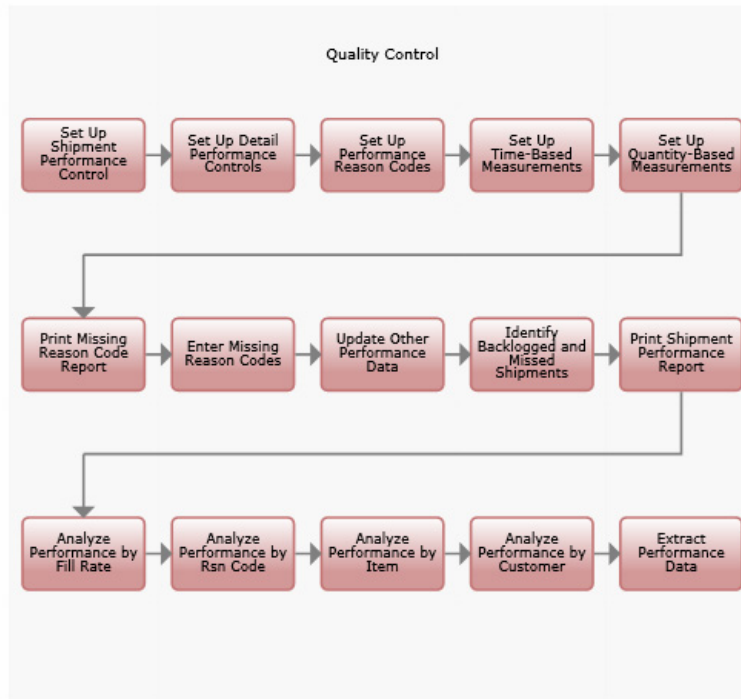 Quality Control
Set Up
Shipment
Performance
Control
Set Up Detail
Performance
Controls
Set Up
Performance
Reason Codes
Set Up
Time-Based
Measurements
Set Up
Quantity-Based
Measurements
Print Missing
Reason Code
Report
Enter Missing
Reason Codes
Update Other
Performance
Data
Identify
Backlogged and
Missed
Shipments
Print Shipment
Performance
Report
Analyze
Performance by
Fill Rate
Analyze
Performance by
Rsn Code
Analyze
Performance by
Item
Analyze
Performance by
Customer
Extract
Performance
Data